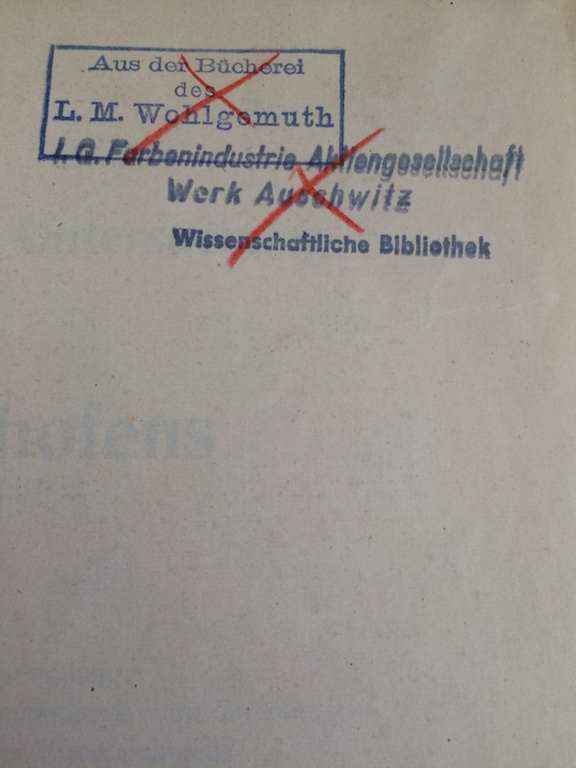 Aus der Bücherei
des
L. M. Wohlgemuth
I. G. Farbenindustrie Aktiengesellschaft
Werk Auschwitz
Wissenschaftliche Bibliothek
hofens